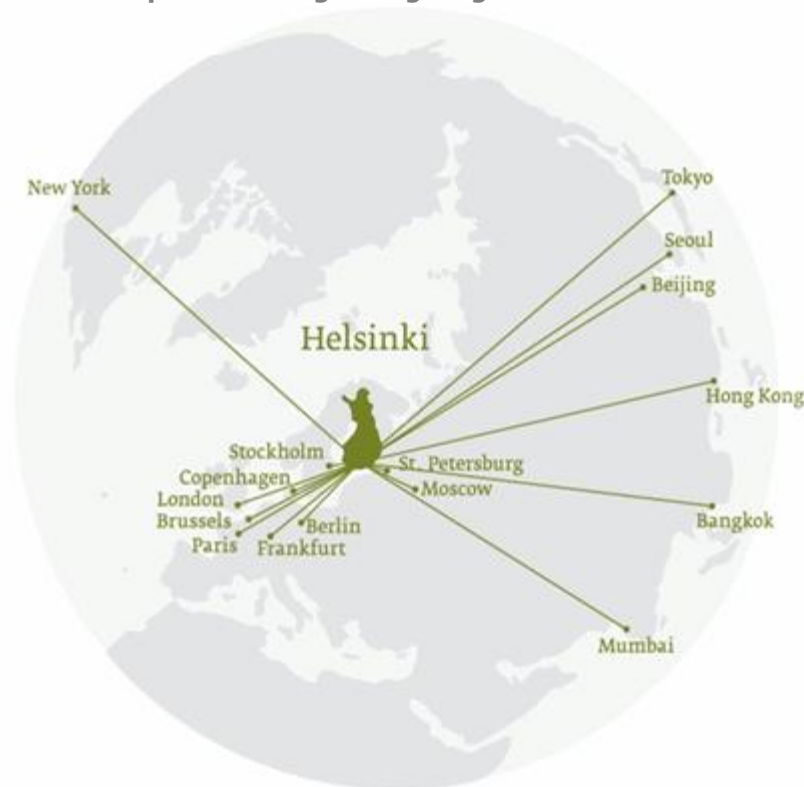 New York
Tokyo
Seoul
Beijing
Helsinki
Hong Kong
Stockholm
St. Petersburg
Copenhagen
Moscow
London
Brussels
Berlin
Bangkok
Paris
Frankfurt
Mumbai